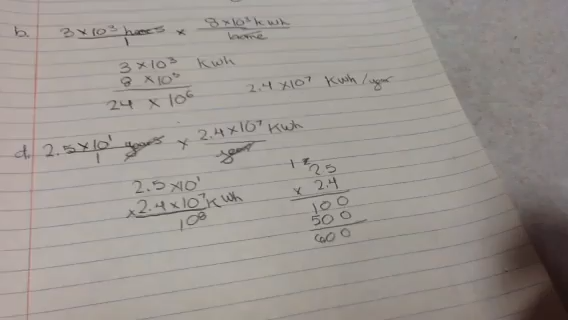 b. 3 × 10³ homes / 1 × 8 × 10³ Kwh / home
3 × 10³ Kwh
8 × 10³
24 × 10⁶ 2.4 × 10⁷ Kwh / year
d. 2.5 × 10¹ years / 1 × 2.4 × 10⁷ Kwh / year
2.5 × 10¹
× 2.4 × 10⁷ Kwh
10⁸
1 2
25
× 2.4
100
500
600